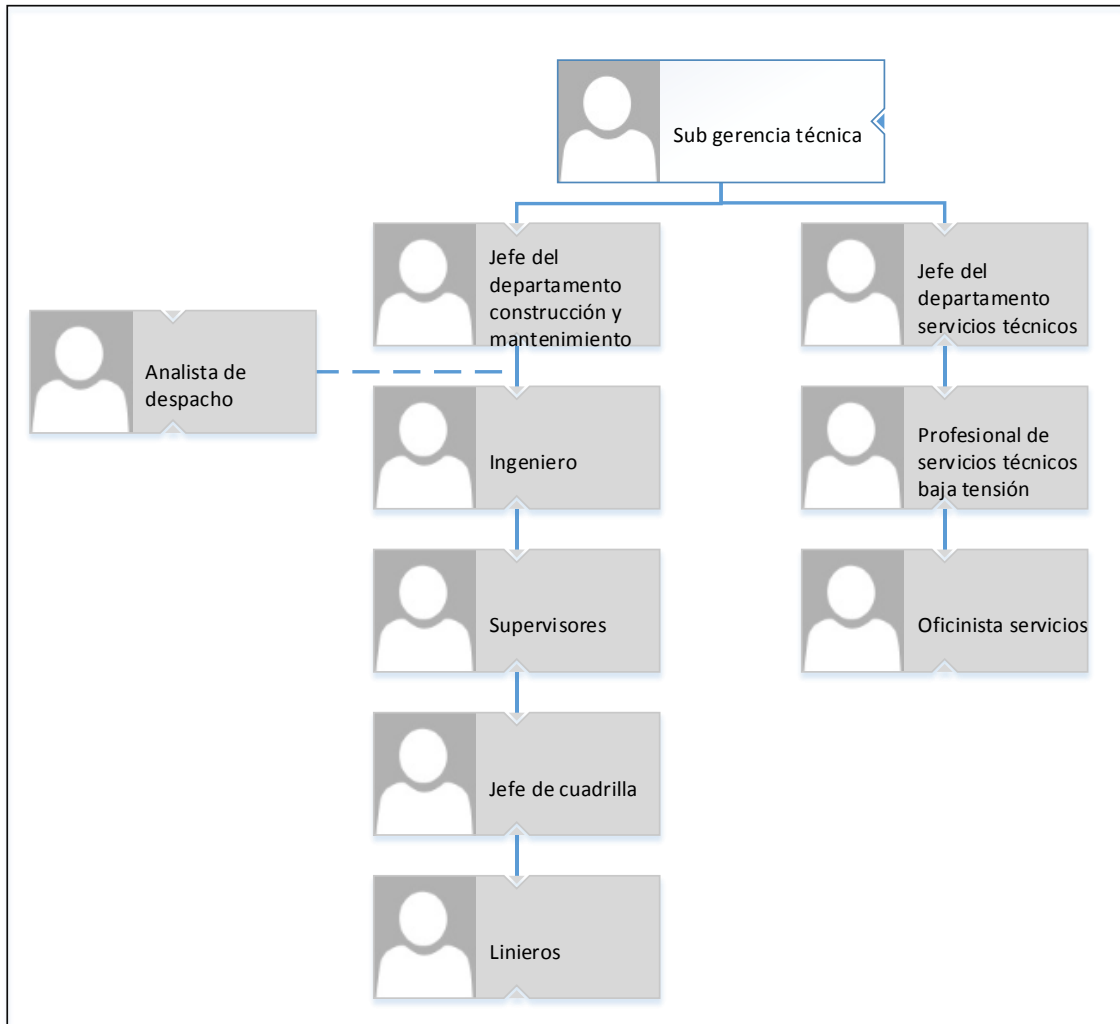 Sub gerencia técnica
Jefe del
departamento
construcción y
mantenimiento
Jefe del
departamento
servicios técnicos
Analista de
despacho
Ingeniero
Profesional de
servicios técnicos
baja tensión
Supervisores
Oficinista servicios
Jefe de cuadrilla
Linieros